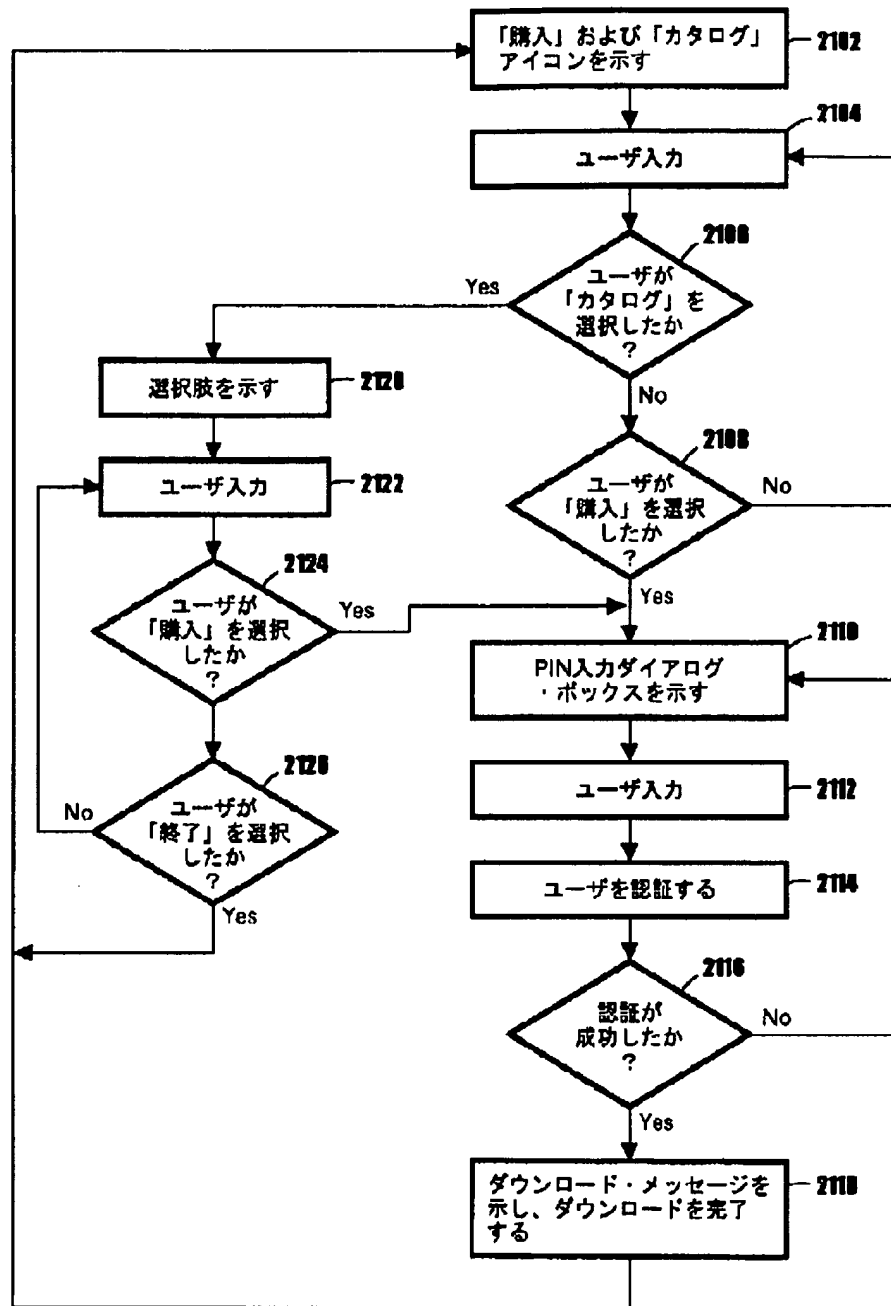 「購入」および「カタログ」
アイコンを示す
2102
2104
ユーザ入力
2106
ユーザが
「カタログ」を
選択したか
?
Yes
No
選択肢を示す
2120
ユーザ入力
2122
2108
ユーザが
「購入」を選択
したか
?
No
Yes
2124
ユーザが
「購入」を選択
したか
?
Yes
2110
PIN入力ダイアログ
・ボックスを示す
2126
ユーザが
「終了」を選択
したか
?
No
Yes
ユーザ入力
2112
ユーザを認証する
2114
2116
認証が
成功したか
?
No
Yes
ダウンロード・メッセージを
示し、ダウンロードを完了
する
2118